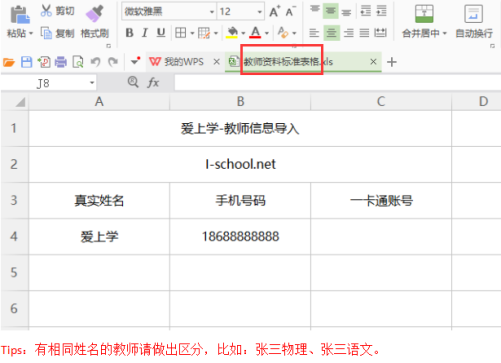 剪切 微软雅黑 12 A⁺ A⁻
粘贴 复制 格式刷 B I U A 合并居中 自动换行
我的WPS 教师资料标准表格.xls
J8 fx
A B C D
1 爱上学-教师信息导入
2 I-school.net
3 真实姓名 手机号码 一卡通账号
4 爱上学 18688888888
5
6
Tips：有相同姓名的教师请做出区分，比如：张三物理、张三语文。